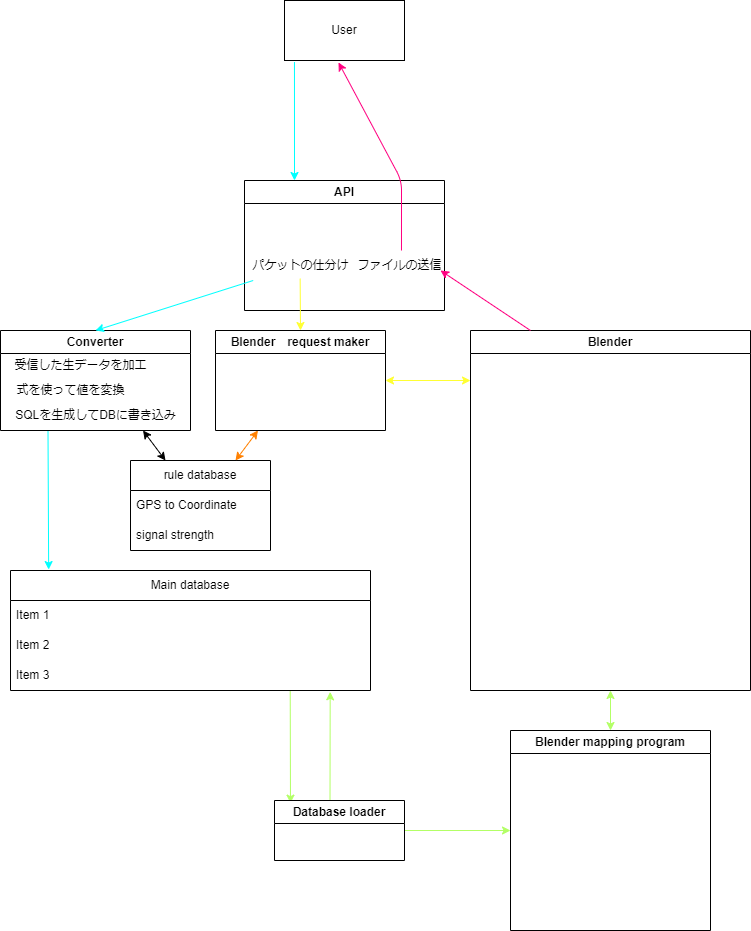 User
API
パケットの仕分け ファイルの送信
Converter
受信した生データを加工
式を使って値を変換
SQLを生成してDBに書き込み
Blender request maker
Blender
rule database
GPS to Coordinate
signal strength
Main database
Item 1
Item 2
Item 3
Blender mapping program
Database loader